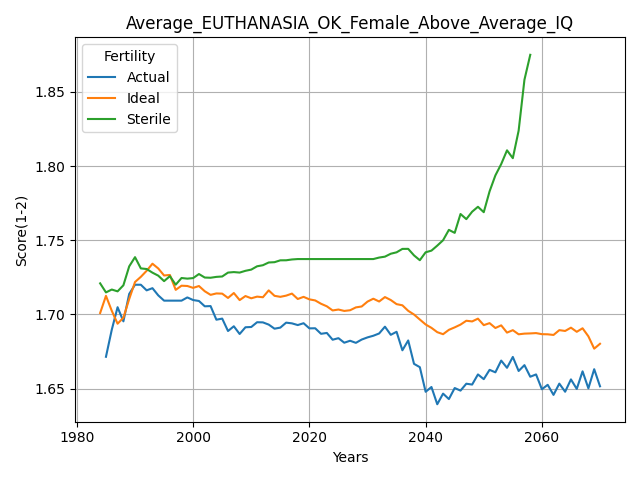 Average_EUTHANASIA_OK_Female_Above_Average_IQ
Fertility
Actual
Ideal
Sterile
1.85
1.80
1.75
1.70
1.65
Score(1-2)
1980
2000
2020
2040
2060
Years